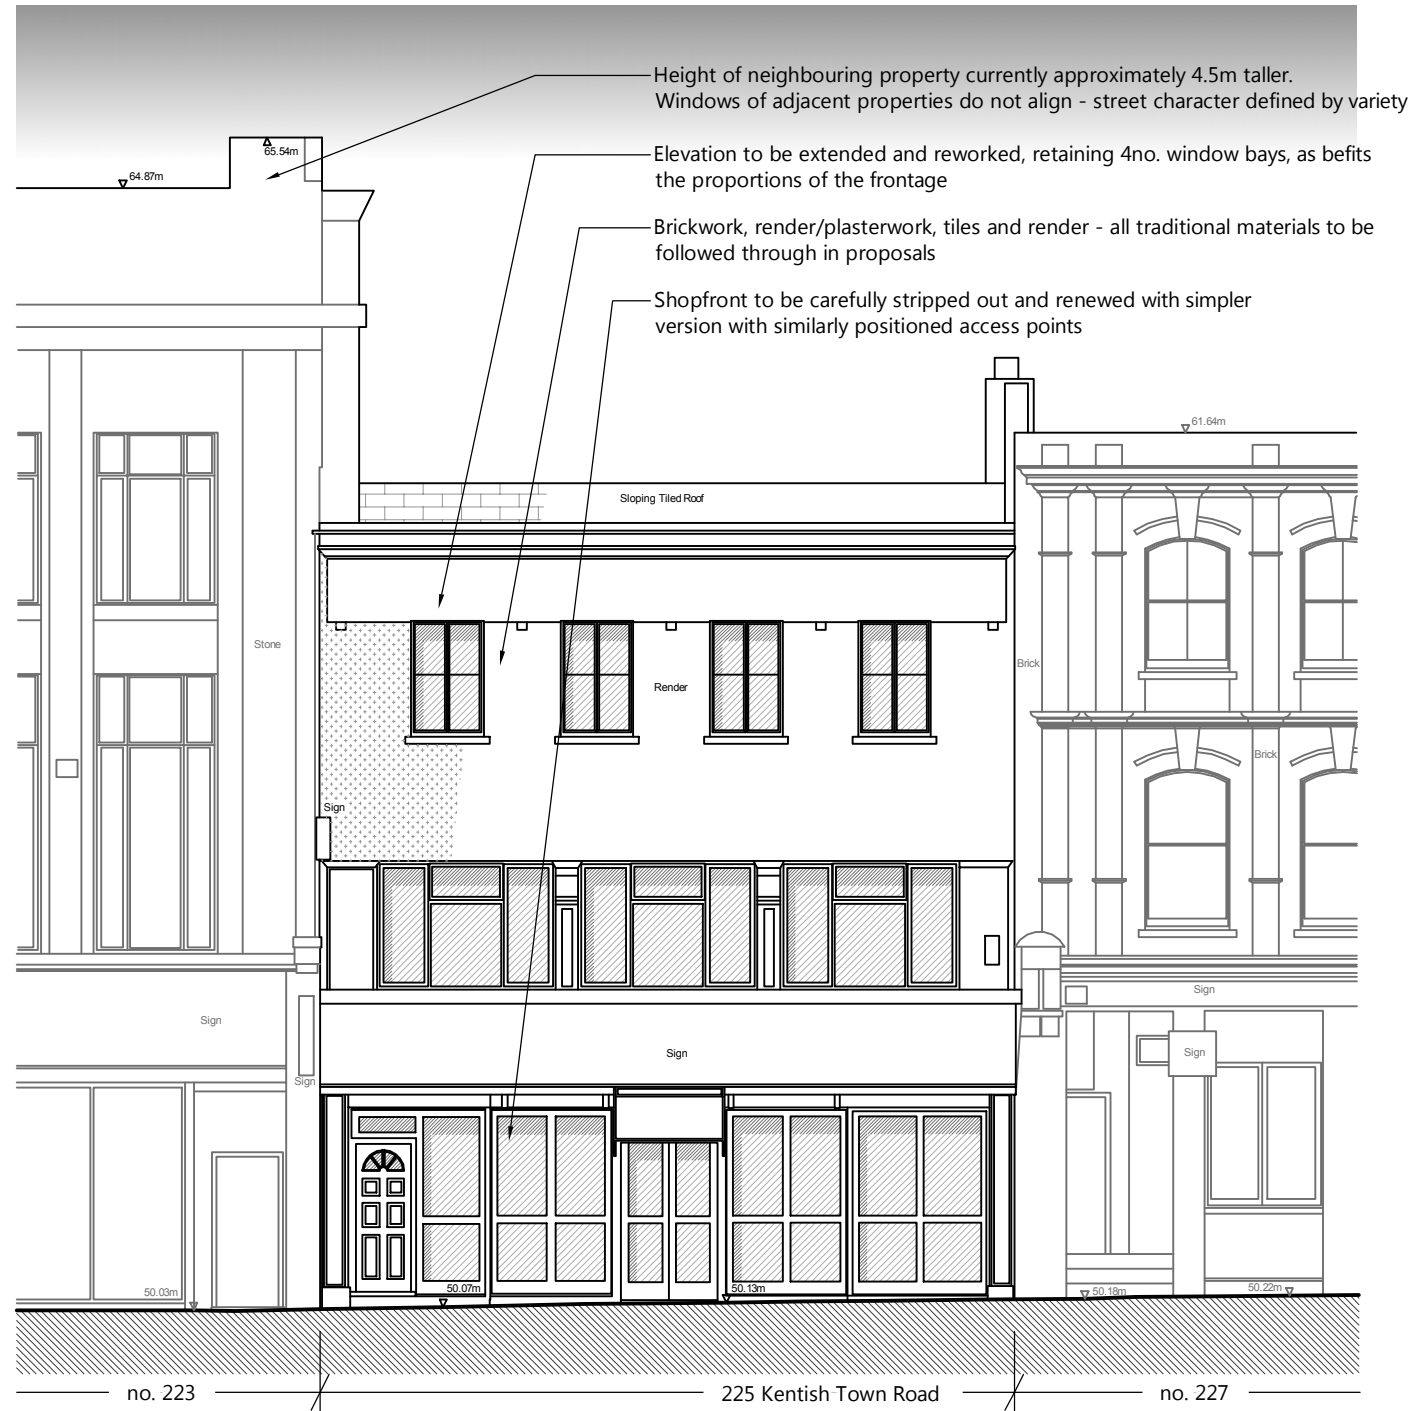 Height of neighbouring property currently approximately 4.5m taller.
Windows of adjacent properties do not align - street character defined by variety
65.54m
Elevation to be extended and reworked, retaining 4no. window bays, as befits
the proportions of the frontage
64.87m
Brickwork, render/plasterwork, tiles and render - all traditional materials to be
followed through in proposals
Shopfront to be carefully stripped out and renewed with simpler
version with similarly positioned access points
61.64m
Sloping Tiled Roof
Stone
Brick
Render
Brick
Sign
Sign
Sign
Sign
Sign
Sign
50.03m
50.07m
50.13m
50.18m
50.22m
no. 223
225 Kentish Town Road
no. 227